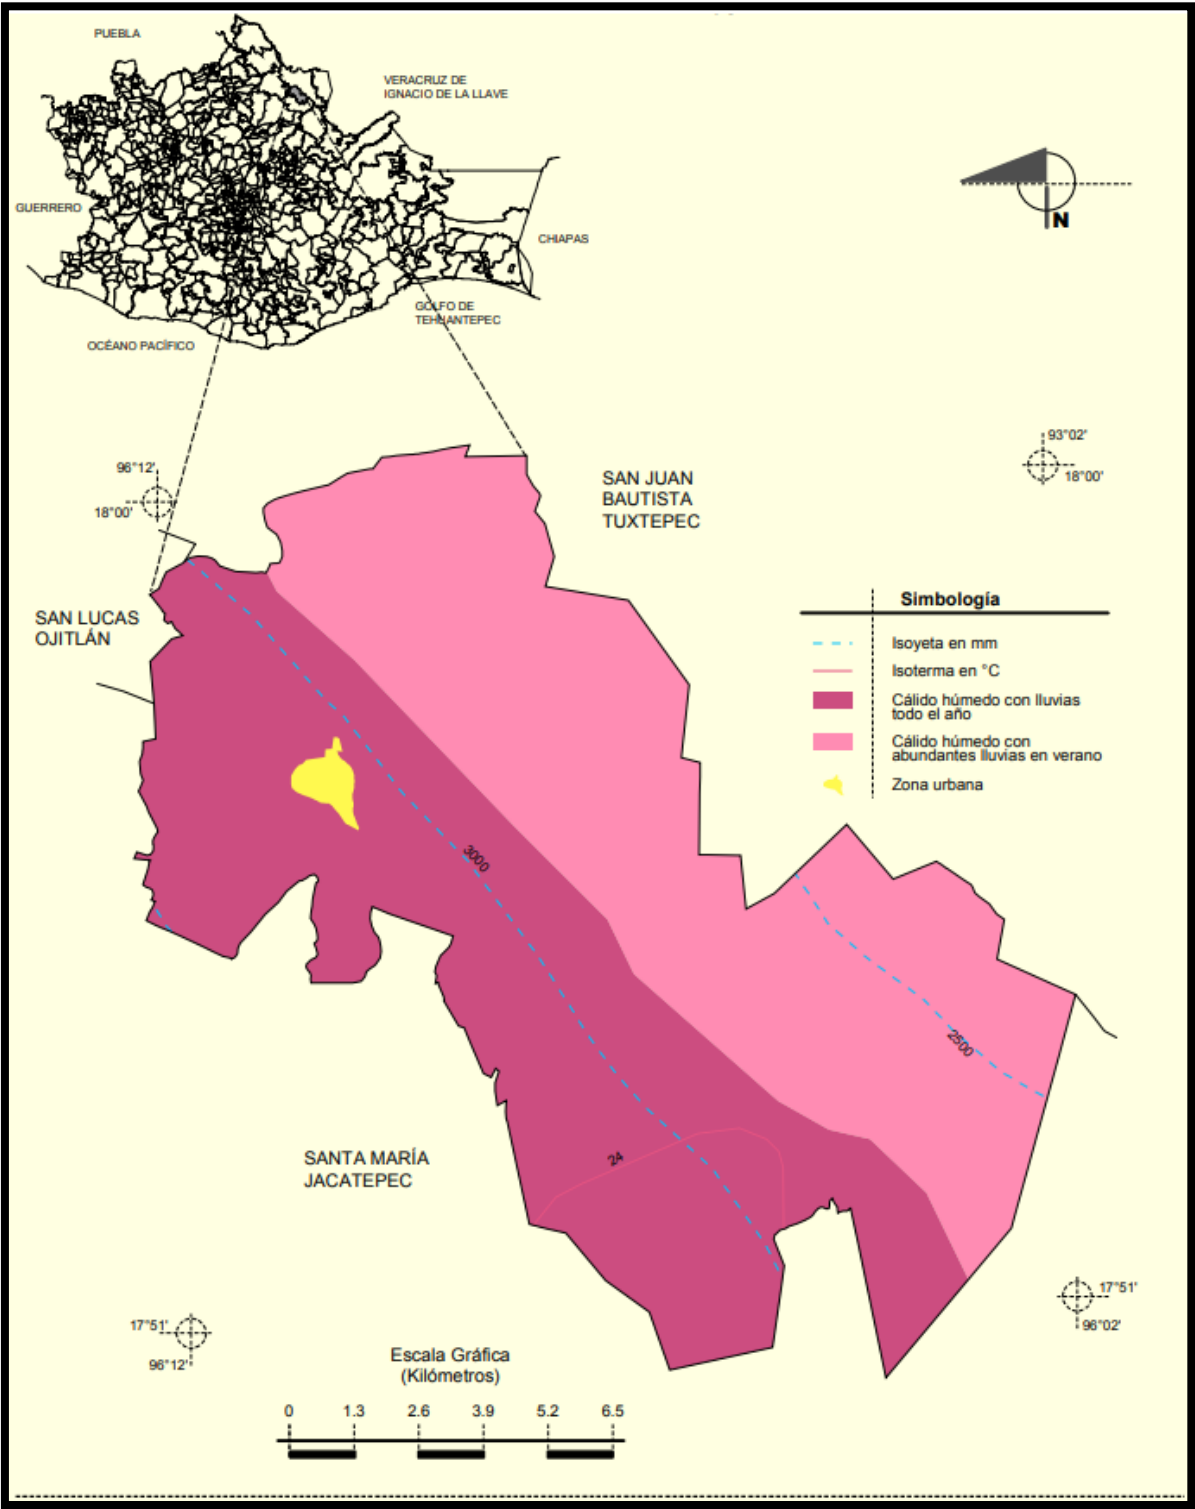 PUEBLA
VERACRUZ DE
IGNACIO DE LA LLAVE
GUERRERO
CHIAPAS
GOLFO DE
TEHUANTEPEC
OCÉANO PACÍFICO
N
96°12'
18°00'
93°02'
18°00'
SAN JUAN
BAUTISTA
TUXTEPEC
SAN LUCAS
OJITLÁN
Simbología
Isoyeta en mm
Isoterma en °C
Cálido húmedo con lluvias
todo el año
Cálido húmedo con
abundantes lluvias en verano
Zona urbana
3000
2500
24
SANTA MARÍA
JACATEPEC
17°51'
96°12'
17°51'
96°02'
Escala Gráfica
(Kilómetros)
0 1.3 2.6 3.9 5.2 6.5